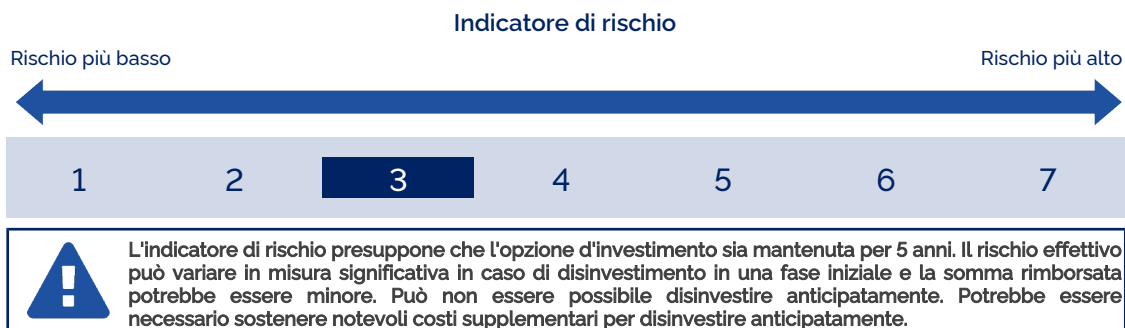 Indicatore di rischio
Rischio più basso
Rischio più alto
1 2 3 4 5 6 7
L'indicatore di rischio presuppone che l'opzione d'investimento sia mantenuta per 5 anni. Il rischio effettivo
può variare in misura significativa in caso di disinvestimento in una fase iniziale e la somma rimborsata
potrebbe essere minore. Può non essere possibile disinvestire anticipatamente. Potrebbe essere
necessario sostenere notevoli costi supplementari per disinvestire anticipatamente.